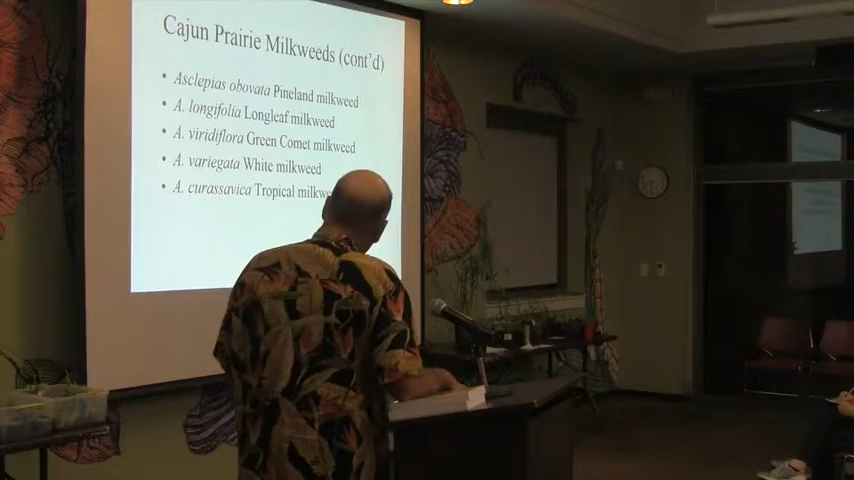 Cajun Prairie Milkweeds (cont'd)
• Asclepias obovata Pineland milkweed
• A. longifolia Longleaf milkweed
• A. viridiflora Green Comet milkweed
• A. variegata White milkweed
• A. curassavica Tropical